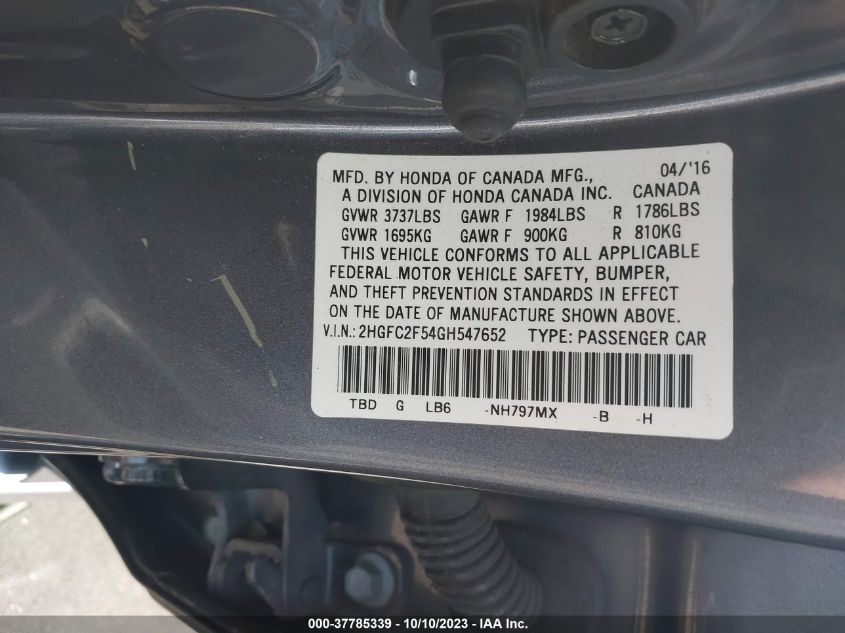 MFD. BY HONDA OF CANADA MFG., 04/'16
A DIVISION OF HONDA CANADA INC. CANADA
GVWR 3737LBS GAWR F 1984LBS R 1786LBS
GVWR 1695KG GAWR F 900KG R 810KG
THIS VEHICLE CONFORMS TO ALL APPLICABLE
FEDERAL MOTOR VEHICLE SAFETY, BUMPER,
AND THEFT PREVENTION STANDARDS IN EFFECT
ON THE DATE OF MANUFACTURE SHOWN ABOVE.
V.I.N.: 2HGFC2F54GH547652 TYPE: PASSENGER CAR
TBD G LB6 -NH797MX -B -H
000-37785339 - 10/10/2023 - IAA Inc.